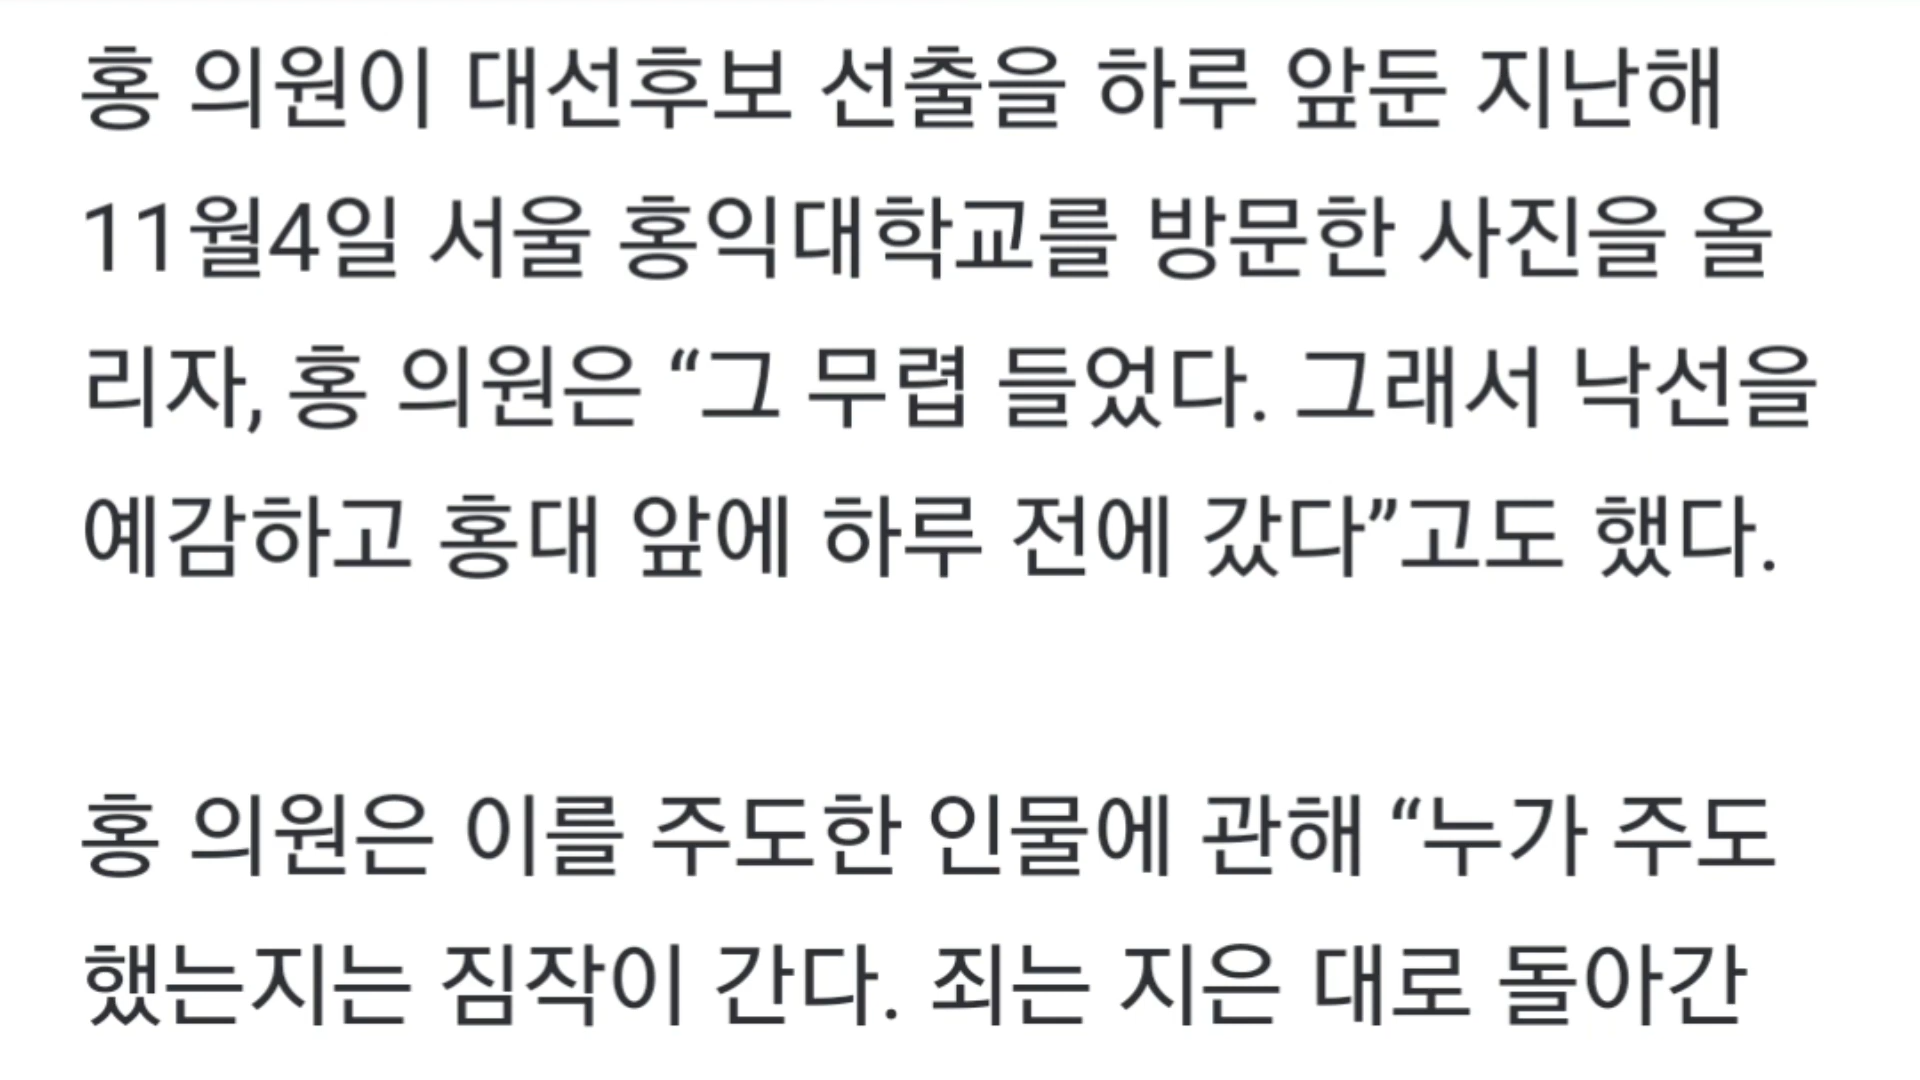 홍 의원이 대선후보 선출을 하루 앞둔 지난해
11월4일 서울 홍익대학교를 방문한 사진을 올
리자, 홍 의원은 “그 무렵 들었다. 그래서 낙선을
예감하고 홍대 앞에 하루 전에 갔다”고도 했다.
홍 의원은 이를 주도한 인물에 관해 “누가 주도
했는지는 짐작이 간다. 죄는 지은 대로 돌아간